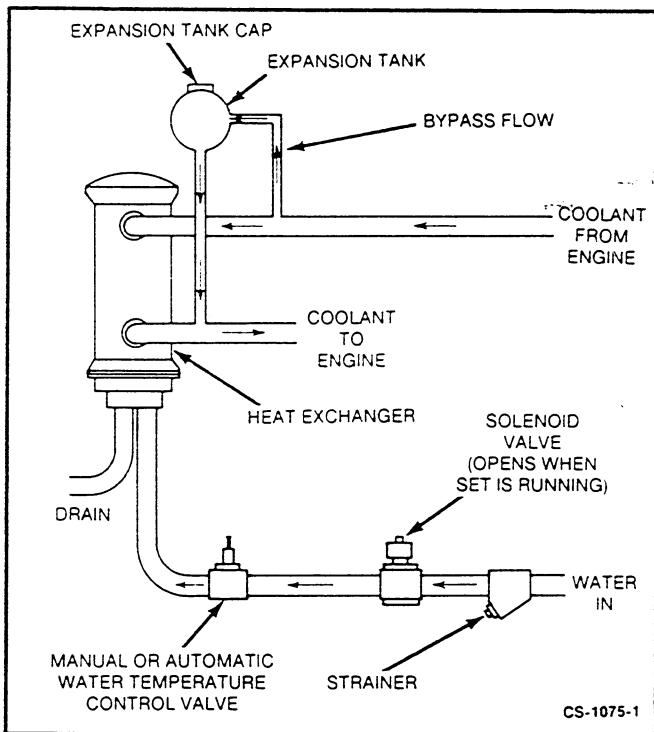 EXPANSION TANK CAP
EXPANSION TANK
BYPASS FLOW
COOLANT
FROM
ENGINE
COOLANT
TO
ENGINE
HEAT EXCHANGER
SOLENOID
VALVE
(OPENS WHEN
SET IS RUNNING)
DRAIN
WATER
IN
MANUAL OR AUTOMATIC
WATER TEMPERATURE
CONTROL VALVE
STRAINER
CS-1075-1